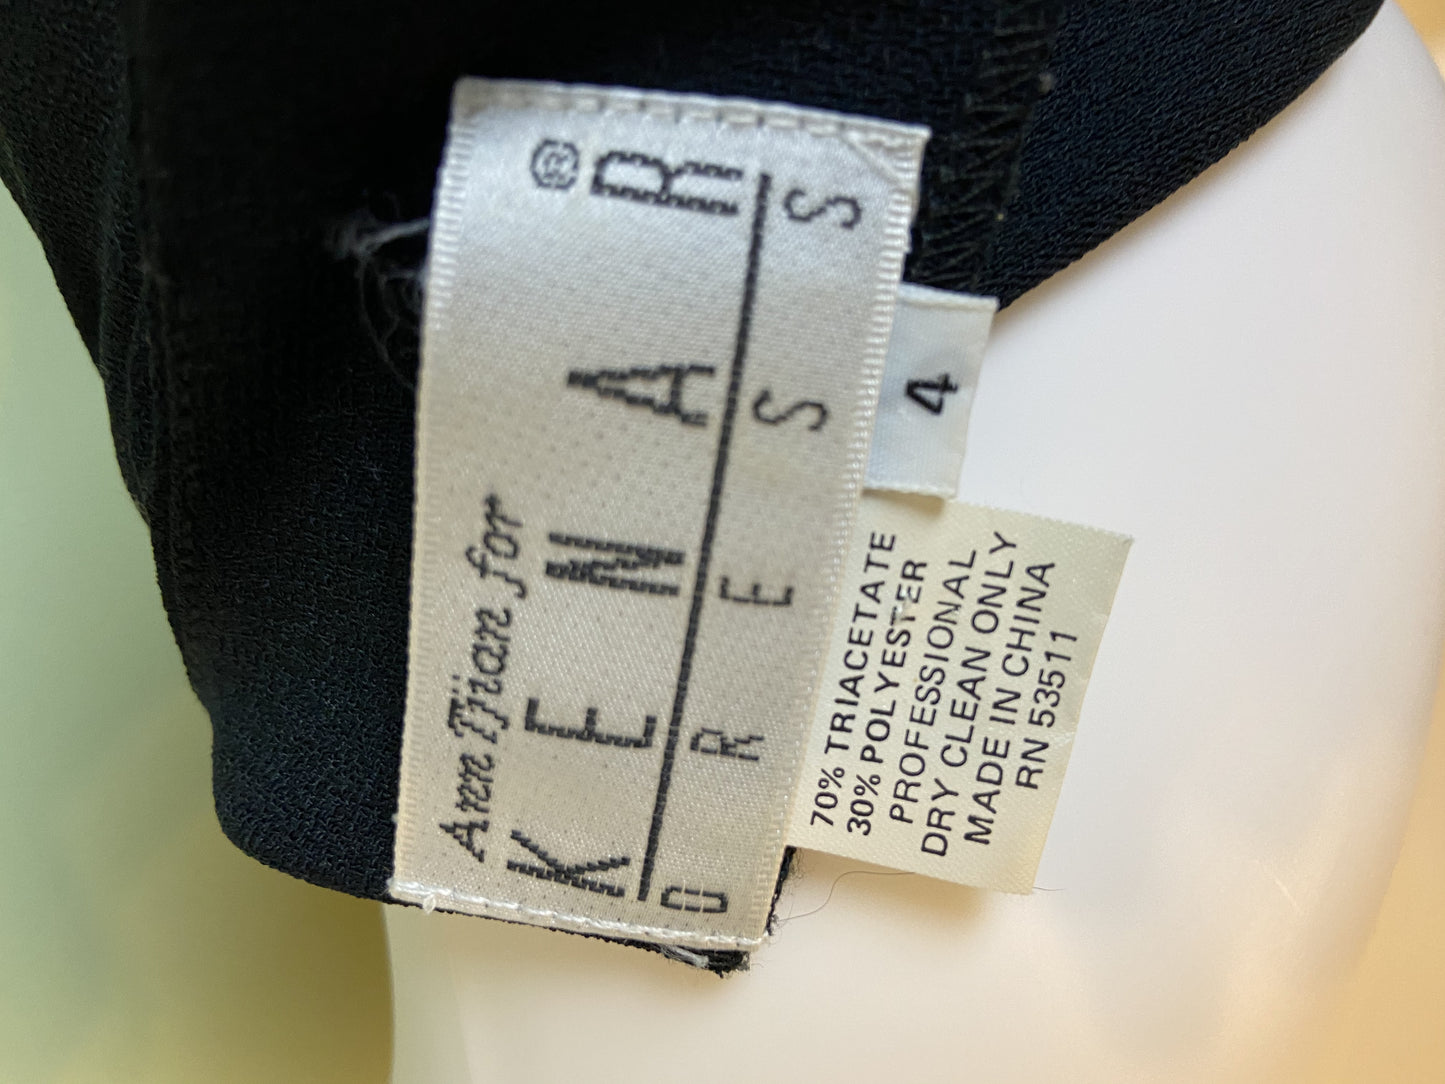 Ann Tjian for
KENAR®
DRESS
4
70% TRIACETATE
30% POLYESTER
PROFESSIONAL
DRY CLEAN ONLY
MADE IN CHINA
RN 53511